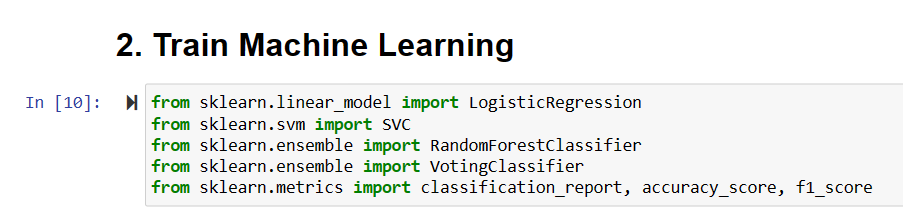 2. Train Machine Learning
In [10]: from sklearn.linear_model import LogisticRegression
from sklearn.svm import SVC
from sklearn.ensemble import RandomForestClassifier
from sklearn.ensemble import VotingClassifier
from sklearn.metrics import classification_report, accuracy_score, f1_score